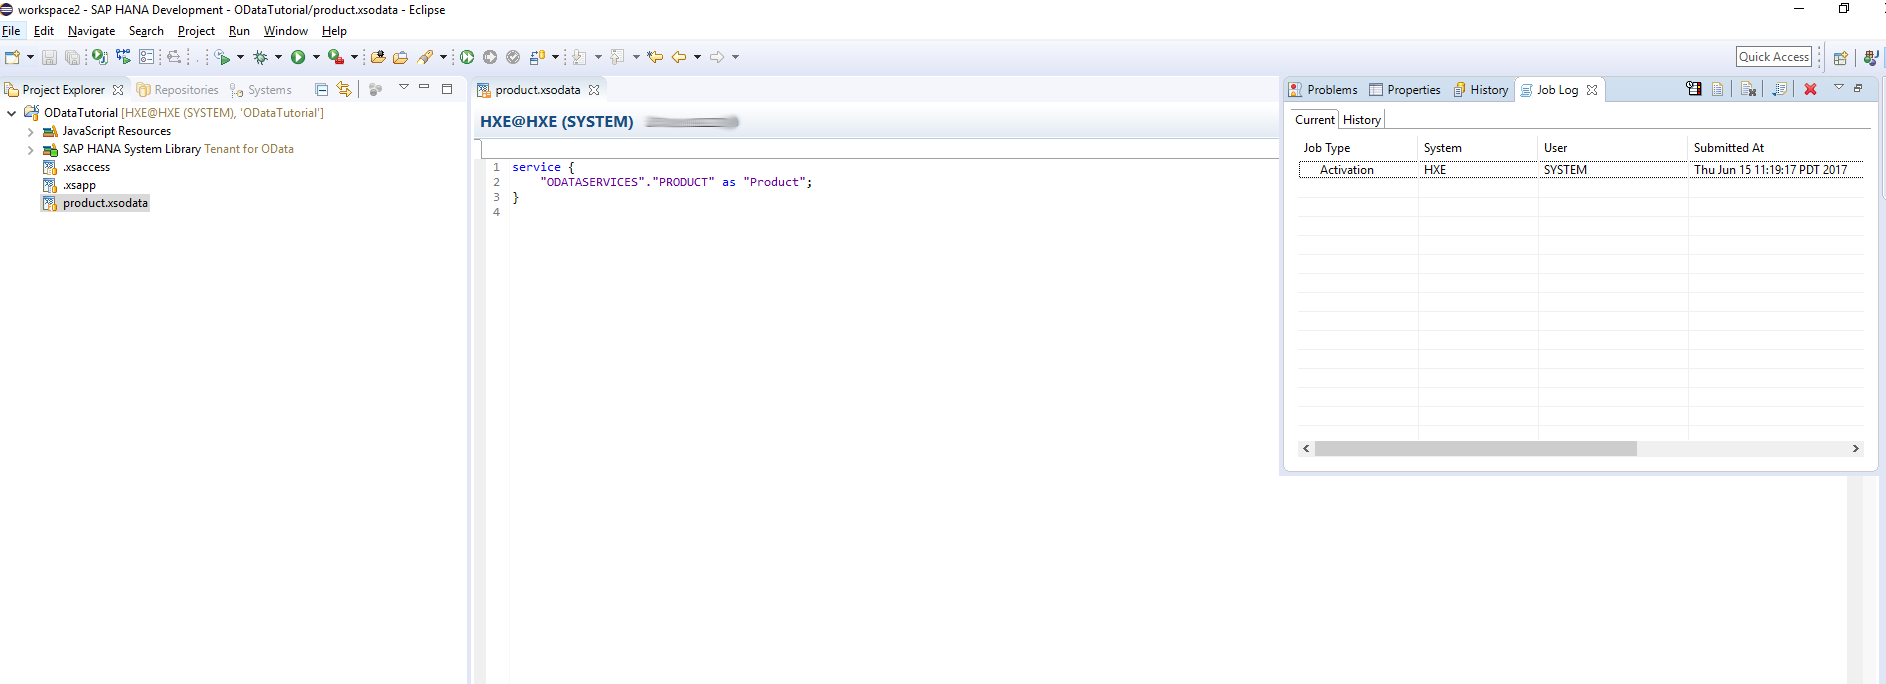 workspace2 - SAP HANA Development - ODataTutorial/product.xsodata - Eclipse
File Edit Navigate Search Project Run Window Help
Quick Access
Project Explorer Repositories Systems
ODataTutorial [HXE@HXE (SYSTEM), 'ODataTutorial']
JavaScript Resources
SAP HANA System Library Tenant for OData
.xsaccess
.xsapp
product.xsodata
product.xsodata
HXE@HXE (SYSTEM)
1 service {
2 "ODATASERVICES"."PRODUCT" as "Product";
3 }
4
Problems Properties History Job Log
Current History
Job Type System User Submitted At
Activation HXE SYSTEM Thu Jun 15 11:19:17 PDT 2017